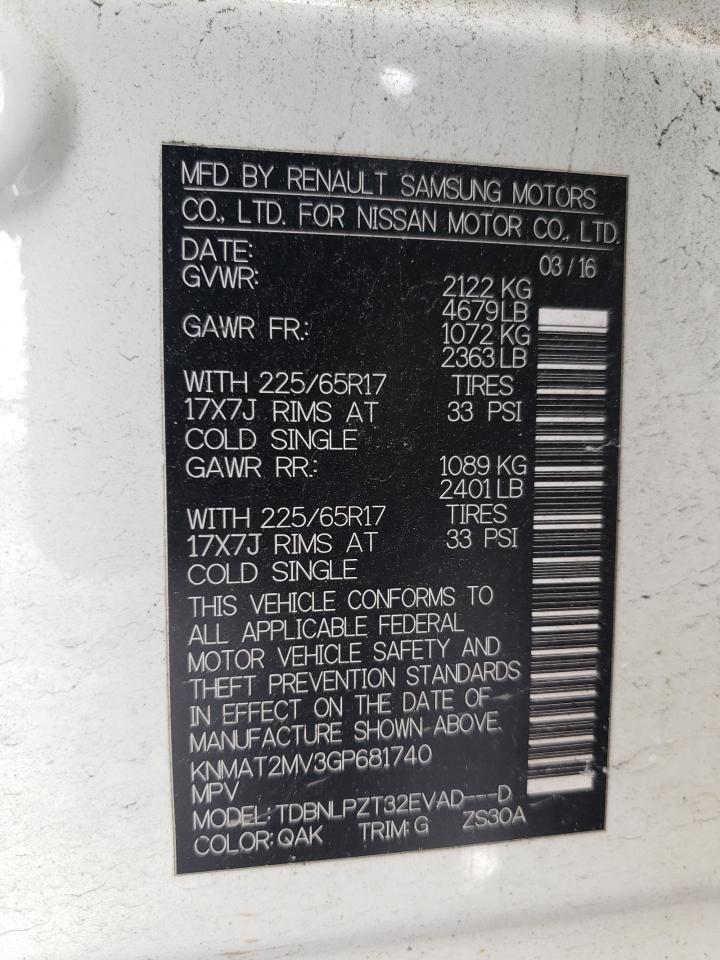 MFD BY RENAULT SAMSUNG MOTORS
CO., LTD. FOR NISSAN MOTOR CO., LTD.
DATE: 03 / 16
GVWR: 2122 KG
4679 LB
GAWR FR.: 1072 KG
2363 LB
WITH 225/65R17 TIRES
17X7J RIMS AT 33 PSI
COLD SINGLE
GAWR RR.: 1089 KG
2401 LB
WITH 225/65R17 TIRES
17X7J RIMS AT 33 PSI
COLD SINGLE
THIS VEHICLE CONFORMS TO
ALL APPLICABLE FEDERAL
MOTOR VEHICLE SAFETY AND
THEFT PREVENTION STANDARDS
IN EFFECT ON THE DATE OF
MANUFACTURE SHOWN ABOVE.
KNMAT2MV3GP681740
MPV
MODEL: TDBNLPZT32EVAD---D
COLOR: QAK TRIM: G ZS30A